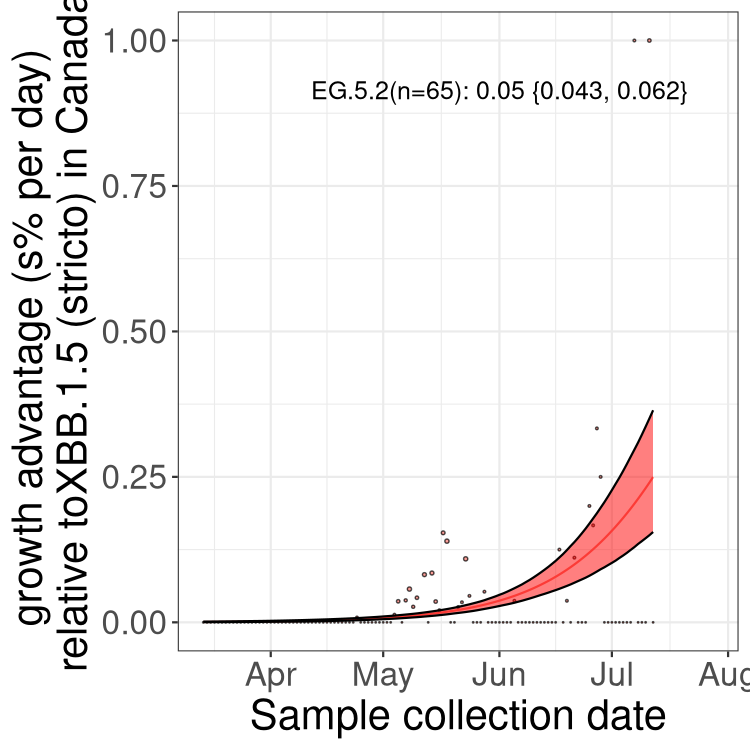 growth advantage (s% per day)
relative toXBB.1.5 (stricto) in Canada
1.00
EG.5.2(n=65): 0.05 {0.043, 0.062}
0.75
0.50
0.25
0.00
Apr May Jun Jul Aug
Sample collection date